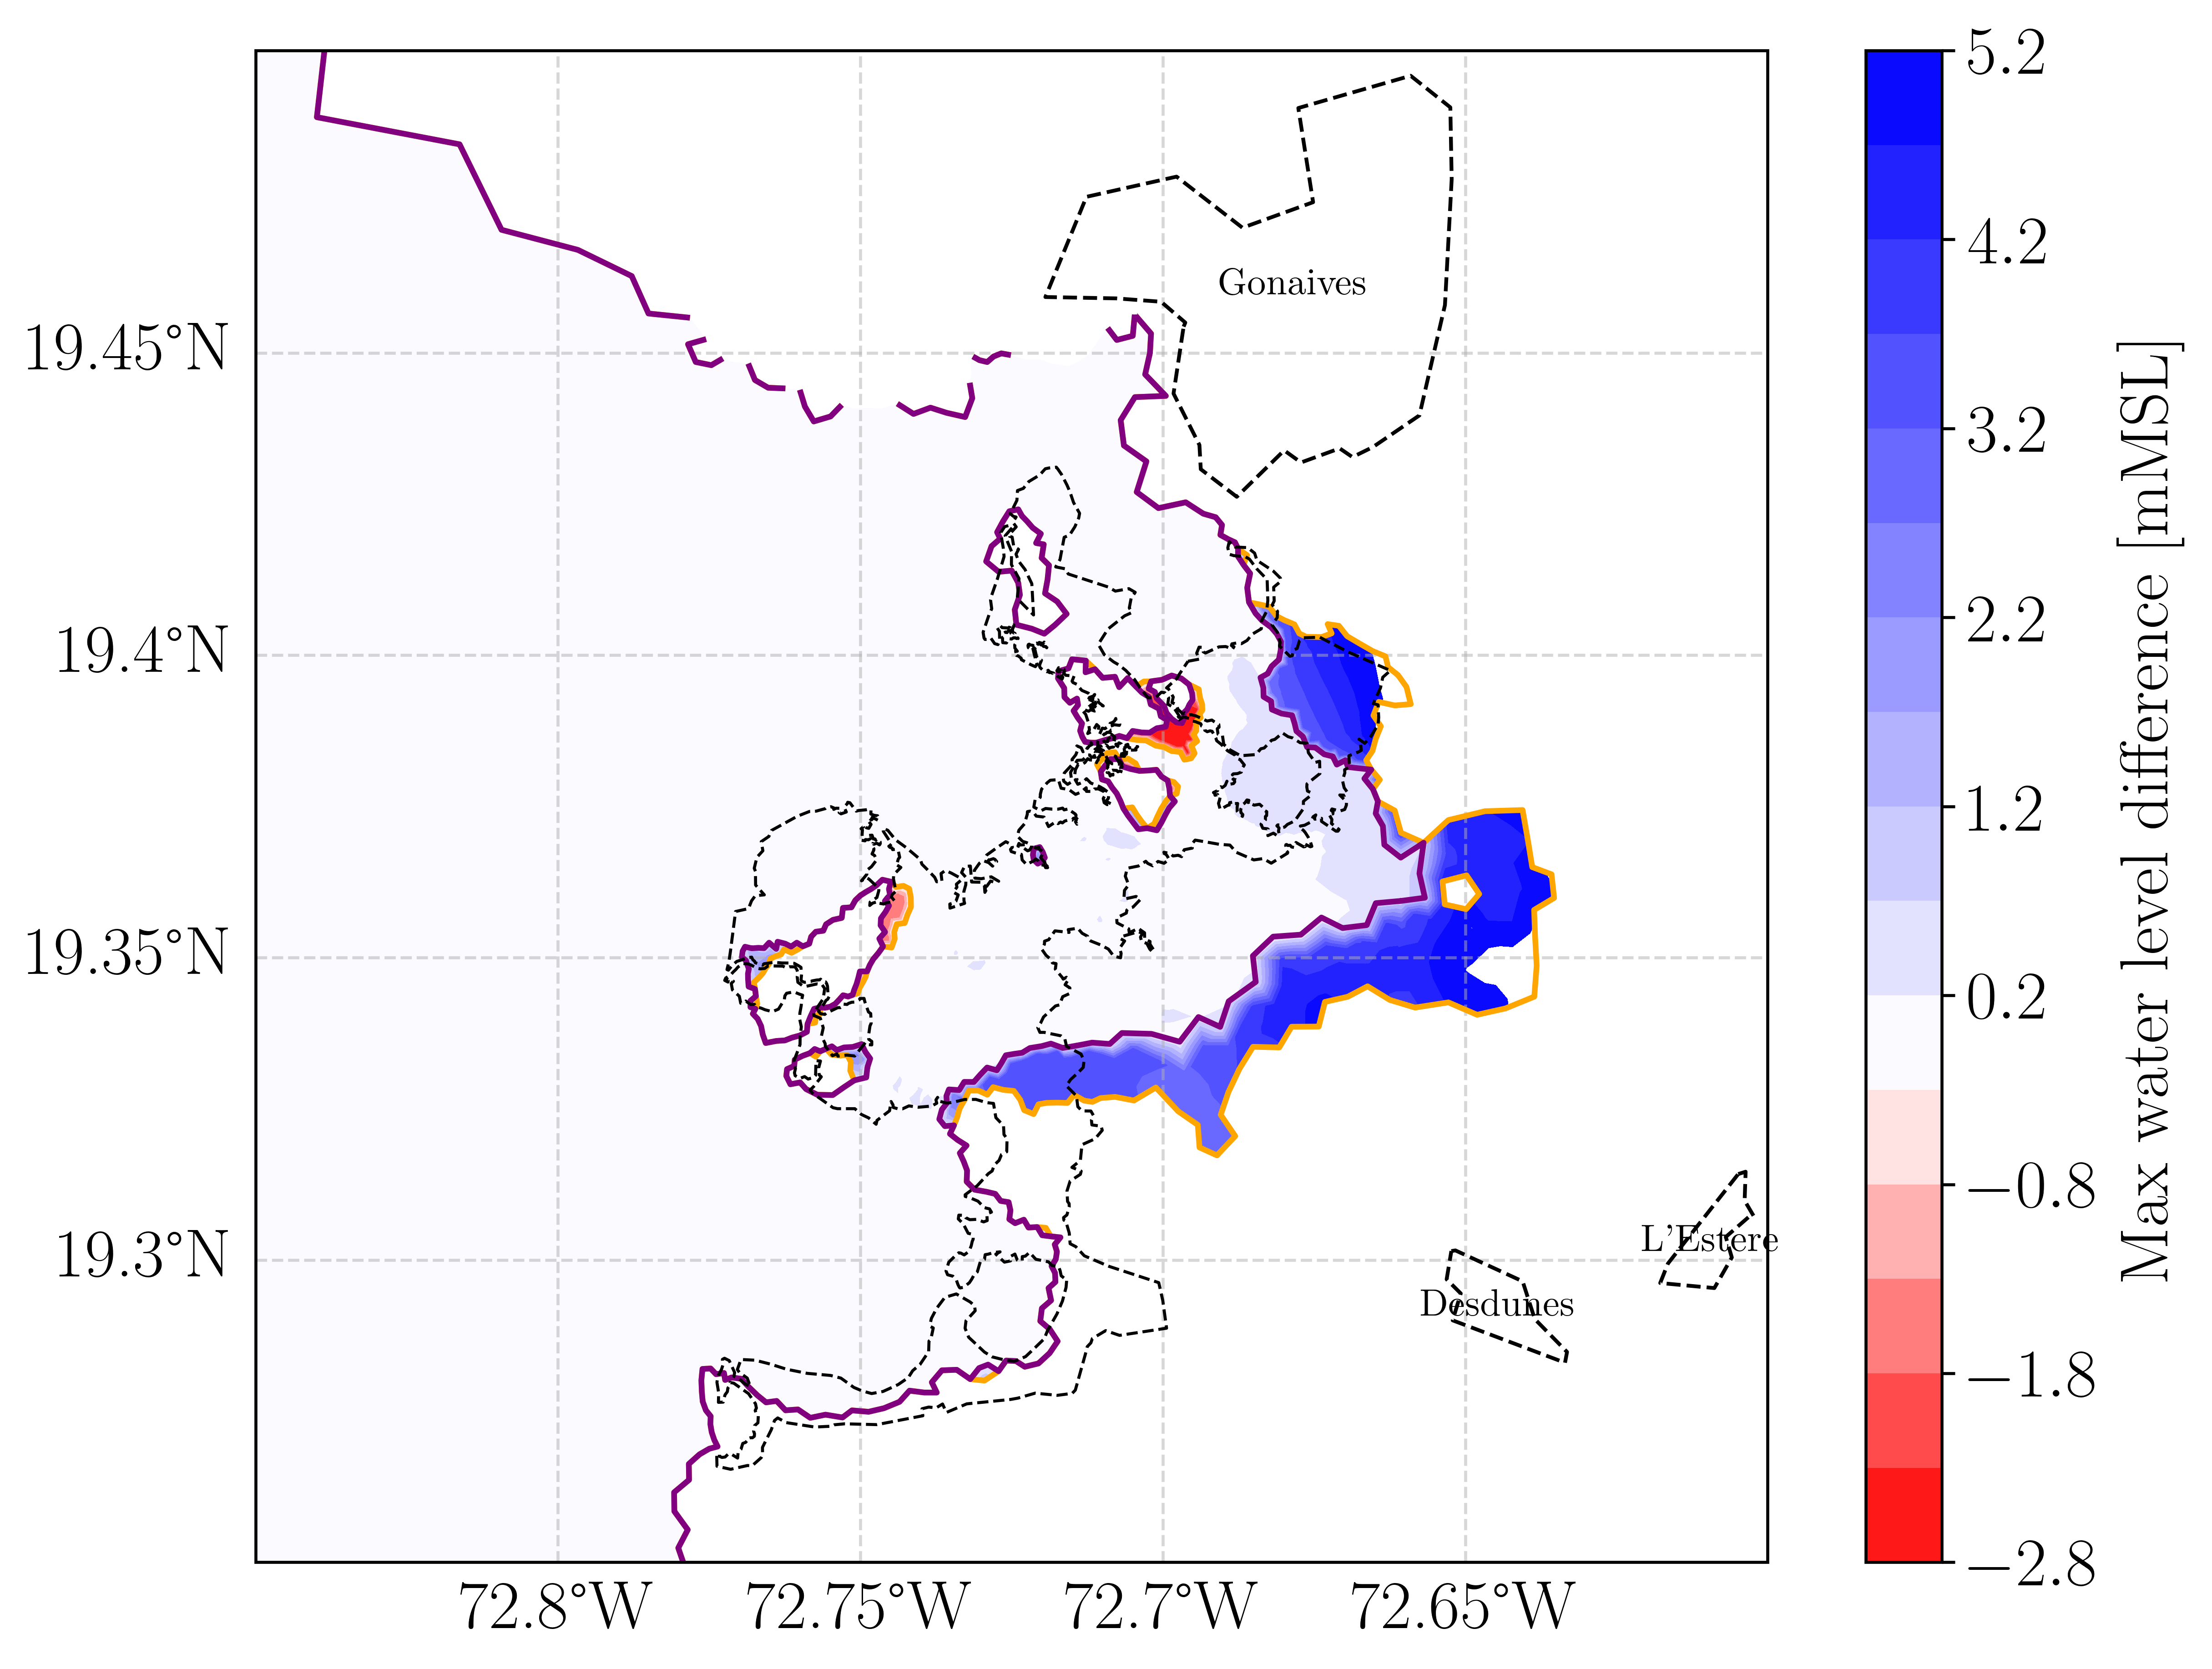 5.2
4.2
3.2
2.2
1.2
0.2
−0.8
−1.8
−2.8
Max water level difference [mMSL]
19.45°N
19.4°N
19.35°N
19.3°N
72.8°W
72.75°W
72.7°W
72.65°W
Gonaives
L'Estere
Desdunes